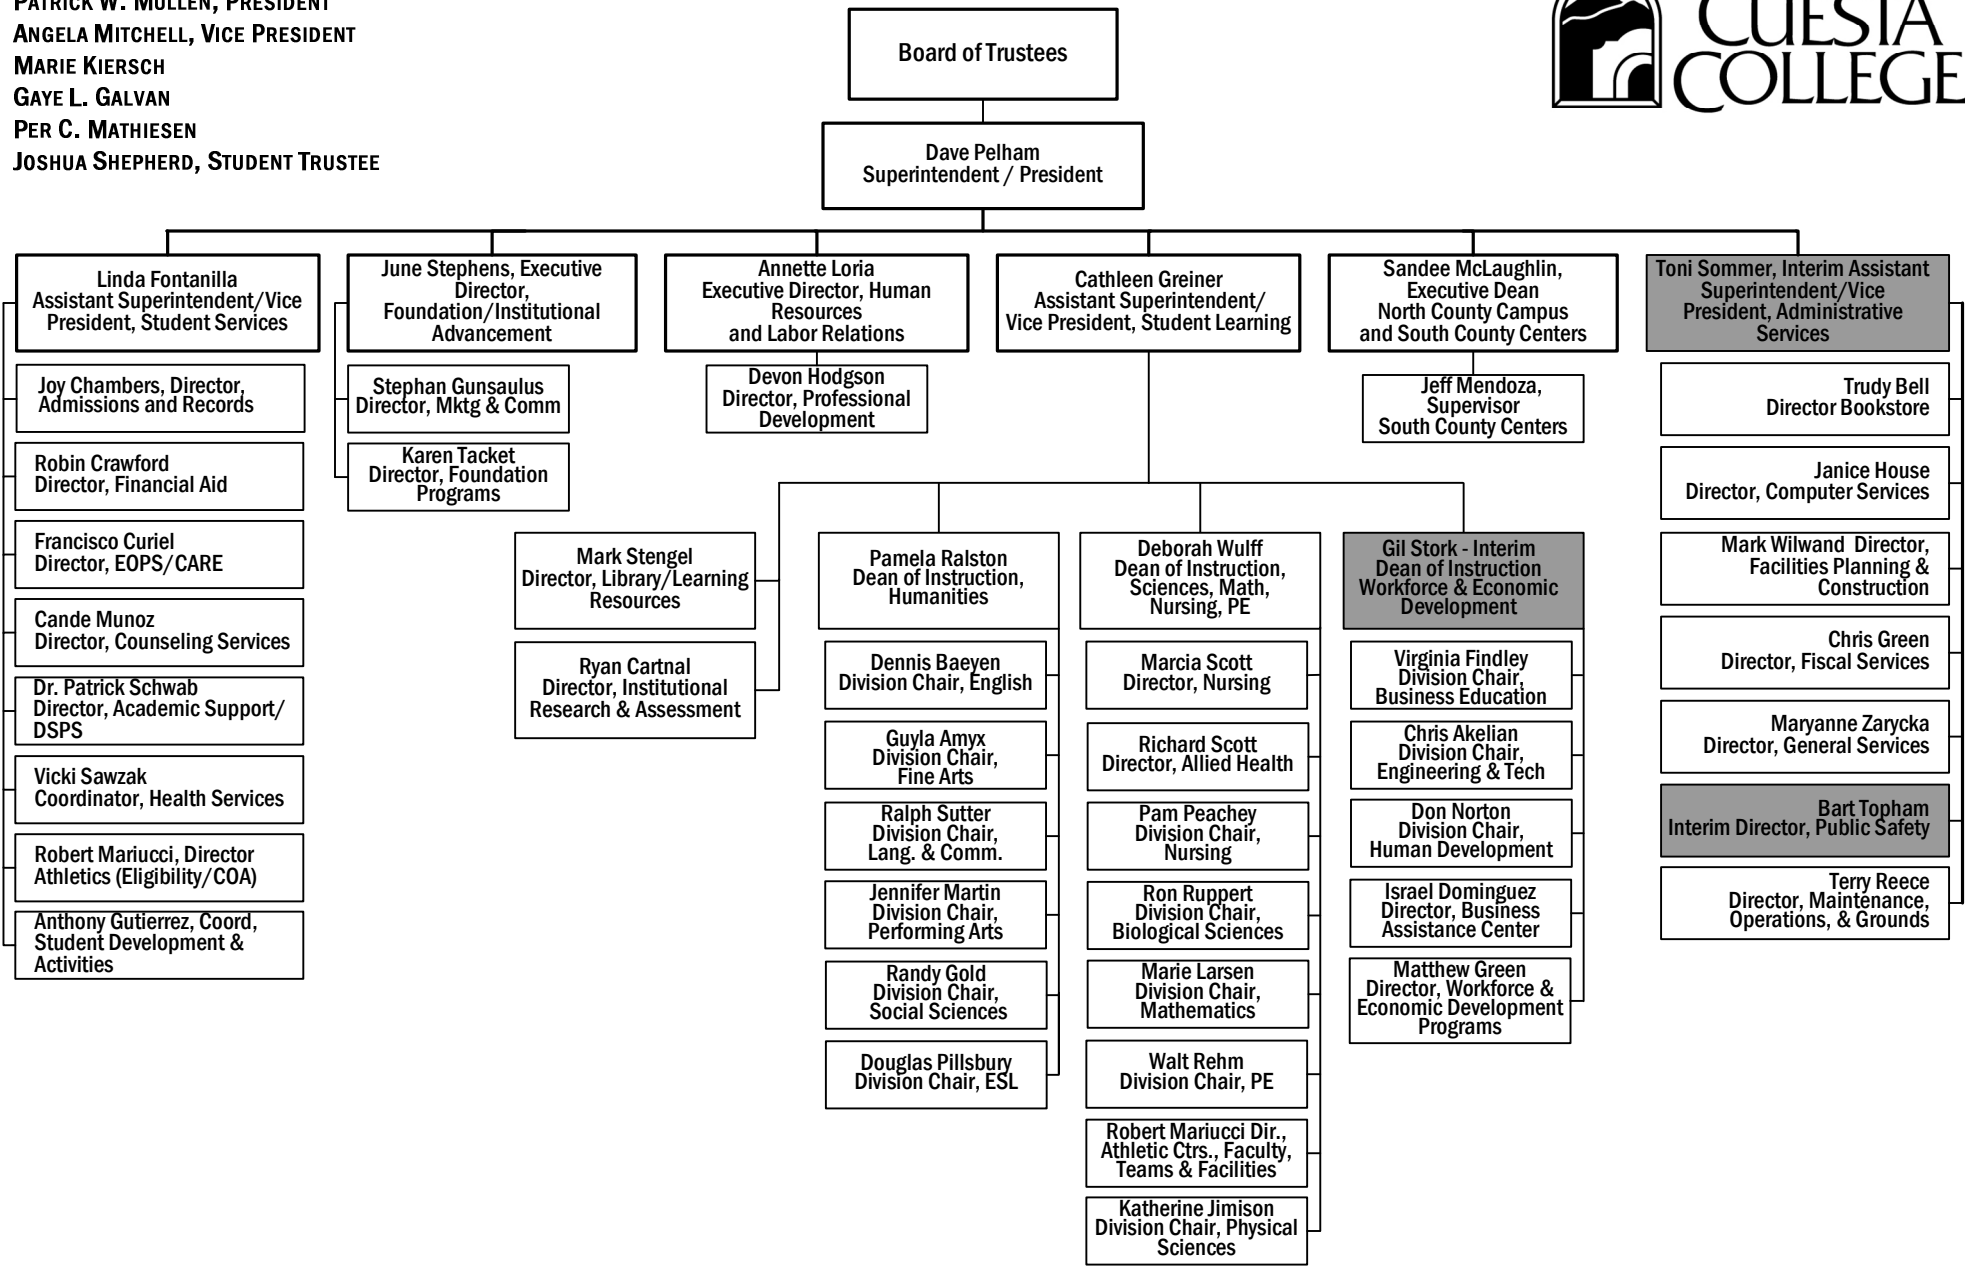 PATRICK W. MULLEN, PRESIDENT
ANGELA MITCHELL, VICE PRESIDENT
MARIE KIERSCH
GAYE L. GALVAN
PER C. MATHIESEN
JOSHUA SHEPHERD, STUDENT TRUSTEE
CUESTA
COLLEGE
Board of Trustees
Dave Pelham
Superintendent / President
Linda Fontanilla
Assistant Superintendent/Vice
President, Student Services
June Stephens, Executive
Director,
Foundation/Institutional
Advancement
Annette Loria
Executive Director, Human
Resources
and Labor Relations
Cathleen Greiner
Assistant Superintendent/
Vice President, Student Learning
Sandee McLaughlin,
Executive Dean
North County Campus
and South County Centers
Toni Sommer, Interim Assistant
Superintendent/Vice
President, Administrative
Services
Joy Chambers, Director,
Admissions and Records
Robin Crawford
Director, Financial Aid
Francisco Curiel
Director, EOPS/CARE
Cande Munoz
Director, Counseling Services
Dr. Patrick Schwab
Director, Academic Support/
DSPS
Vicki Sawzak
Coordinator, Health Services
Robert Mariucci, Director
Athletics (Eligibility/COA)
Anthony Gutierrez, Coord,
Student Development &
Activities
Stephan Gunsaulus
Director, Mktg & Comm
Karen Tacket
Director, Foundation
Programs
Devon Hodgson
Director, Professional
Development
Mark Stengel
Director, Library/Learning
Resources
Ryan Cartnal
Director, Institutional
Research & Assessment
Pamela Ralston
Dean of Instruction,
Humanities
Dennis Baeyen
Division Chair, English
Guyla Amyx
Division Chair,
Fine Arts
Ralph Sutter
Division Chair,
Lang. & Comm.
Jennifer Martin
Division Chair,
Performing Arts
Randy Gold
Division Chair,
Social Sciences
Douglas Pillsbury
Division Chair, ESL
Deborah Wulff
Dean of Instruction,
Sciences, Math,
Nursing, PE
Marcia Scott
Director, Nursing
Richard Scott
Director, Allied Health
Pam Peachey
Division Chair,
Nursing
Ron Ruppert
Division Chair,
Biological Sciences
Marie Larsen
Division Chair,
Mathematics
Walt Rehm
Division Chair, PE
Robert Mariucci Dir.,
Athletic Ctrs., Faculty,
Teams & Facilities
Katherine Jimison
Division Chair, Physical
Sciences
Jeff Mendoza,
Supervisor
South County Centers
Gil Stork - Interim
Dean of Instruction
Workforce & Economic
Development
Virginia Findley
Division Chair,
Business Education
Chris Akelian
Division Chair,
Engineering & Tech
Don Norton
Division Chair,
Human Development
Israel Dominguez
Director, Business
Assistance Center
Matthew Green
Director, Workforce &
Economic Development
Programs
Trudy Bell
Director Bookstore
Janice House
Director, Computer Services
Mark Wilwand Director,
Facilities Planning &
Construction
Chris Green
Director, Fiscal Services
Maryanne Zarycka
Director, General Services
Bart Topham
Interim Director, Public Safety
Terry Reece
Director, Maintenance,
Operations, & Grounds